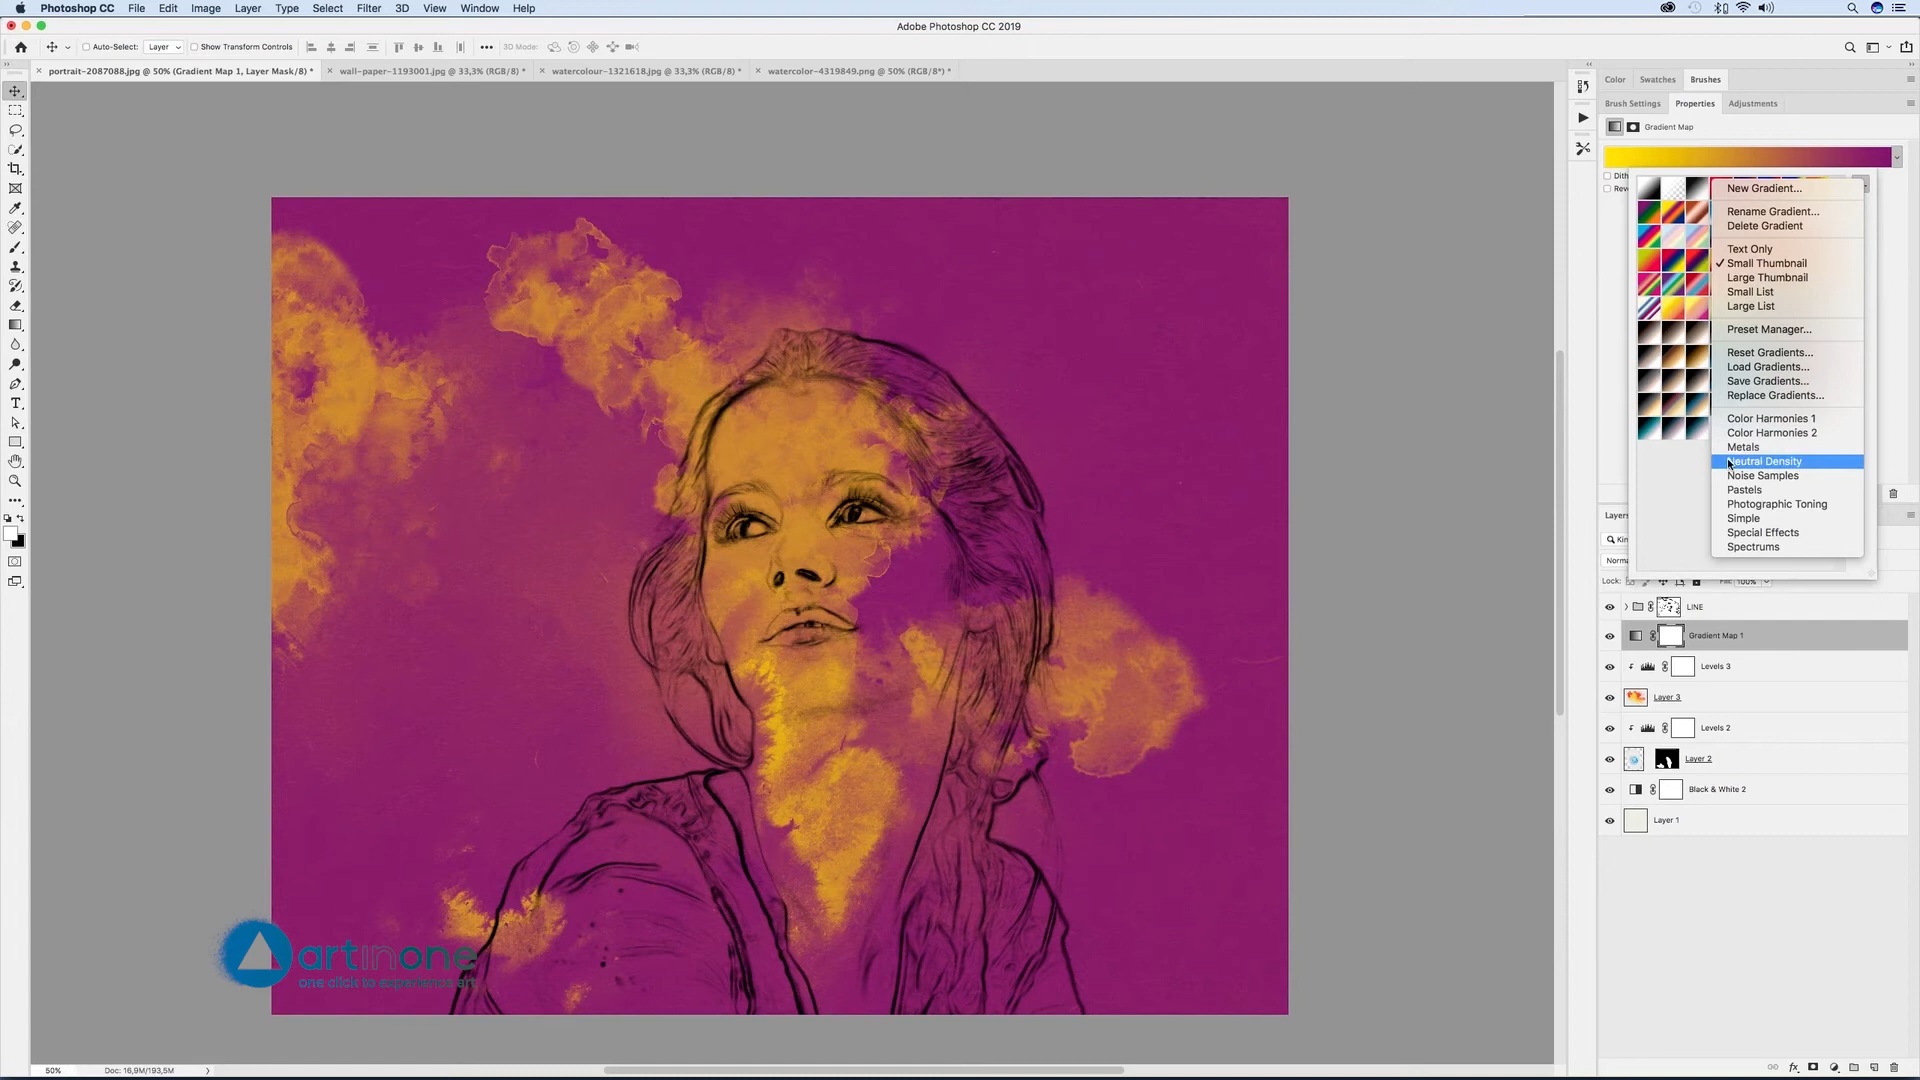 Photoshop CC File Edit Image Layer Type Select Filter 3D View Window Help
Adobe Photoshop CC 2019
Auto-Select: Layer Show Transform Controls 3D Mode:
portrait-2087088.jpg @ 50% (Gradient Map 1, Layer Mask/8) * wall-paper-1193001.jpg @ 33,3% (RGB/8) * watercolour-1321618.jpg @ 33,3% (RGB/8) * watercolor-4319849.png @ 50% (RGB/8*) *
Color Swatches Brushes
Brush Settings Properties Adjustments
Gradient Map
Dith
Rev
New Gradient...
Rename Gradient...
Delete Gradient
Text Only
Small Thumbnail
Large Thumbnail
Small List
Large List
Preset Manager...
Reset Gradients...
Load Gradients...
Save Gradients...
Replace Gradients...
Color Harmonies 1
Color Harmonies 2
Metals
Neutral Density
Noise Samples
Pastels
Photographic Toning
Simple
Special Effects
Spectrums
Layers
Kin
Norma
Lock: Fill: 100%
LINE
Gradient Map 1
Levels 3
Layer 3
Levels 2
Layer 2
Black & White 2
Layer 1
artinone
one click to experience art
50% Doc: 16,9M/193,5M